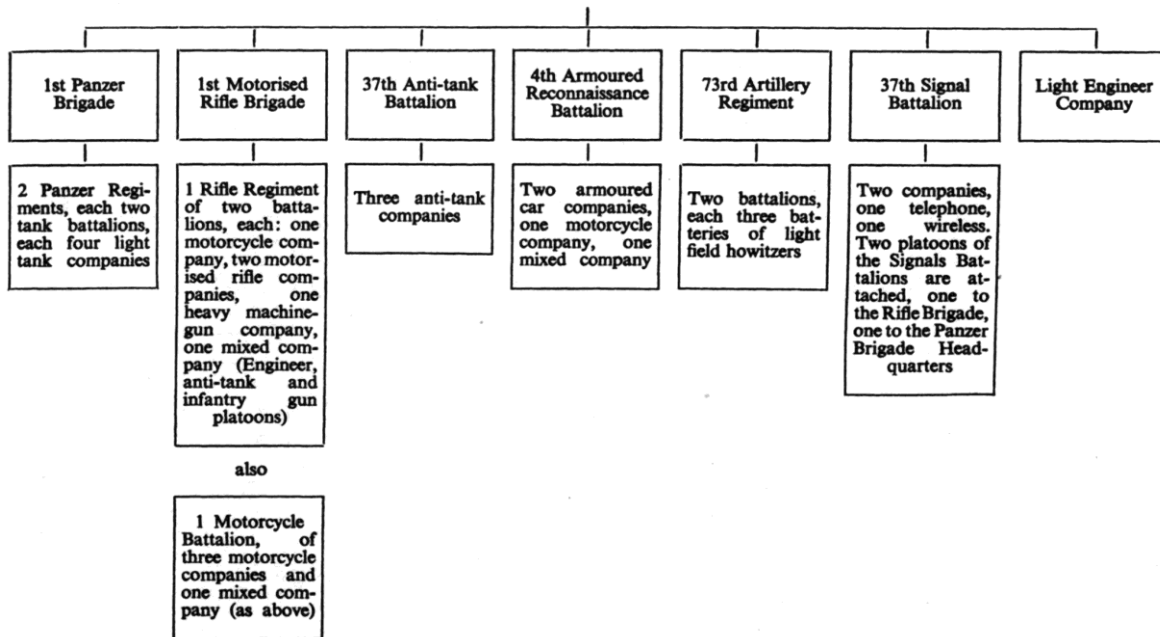 1st Panzer
Brigade
1st Motorised
Rifle Brigade
37th Anti-tank
Battalion
4th Armoured
Reconnaissance
Battalion
73rd Artillery
Regiment
37th Signal
Battalion
Light Engineer
Company
2 Panzer Regi-
ments, each two
tank battalions,
each four light
tank companies
1 Rifle Regiment
of two batta-
lions, each: one
motorcycle com-
pany, two motor-
ised rifle com-
panies, one
heavy machine-
gun company,
one mixed com-
pany (Engineer,
anti-tank and
infantry gun
platoons)
also
1 Motorcycle
Battalion, of
three motorcycle
companies and
one mixed com-
pany (as above)
Three anti-tank
companies
Two armoured
car companies,
one motorcycle
company, one
mixed company
Two battalions,
each three bat-
teries of light
field howitzers
Two companies,
one telephone,
one wireless.
Two platoons of
the Signals Bat-
talions are at-
tached, one to
the Rifle Brigade,
one to the Panzer
Brigade Head-
quarters